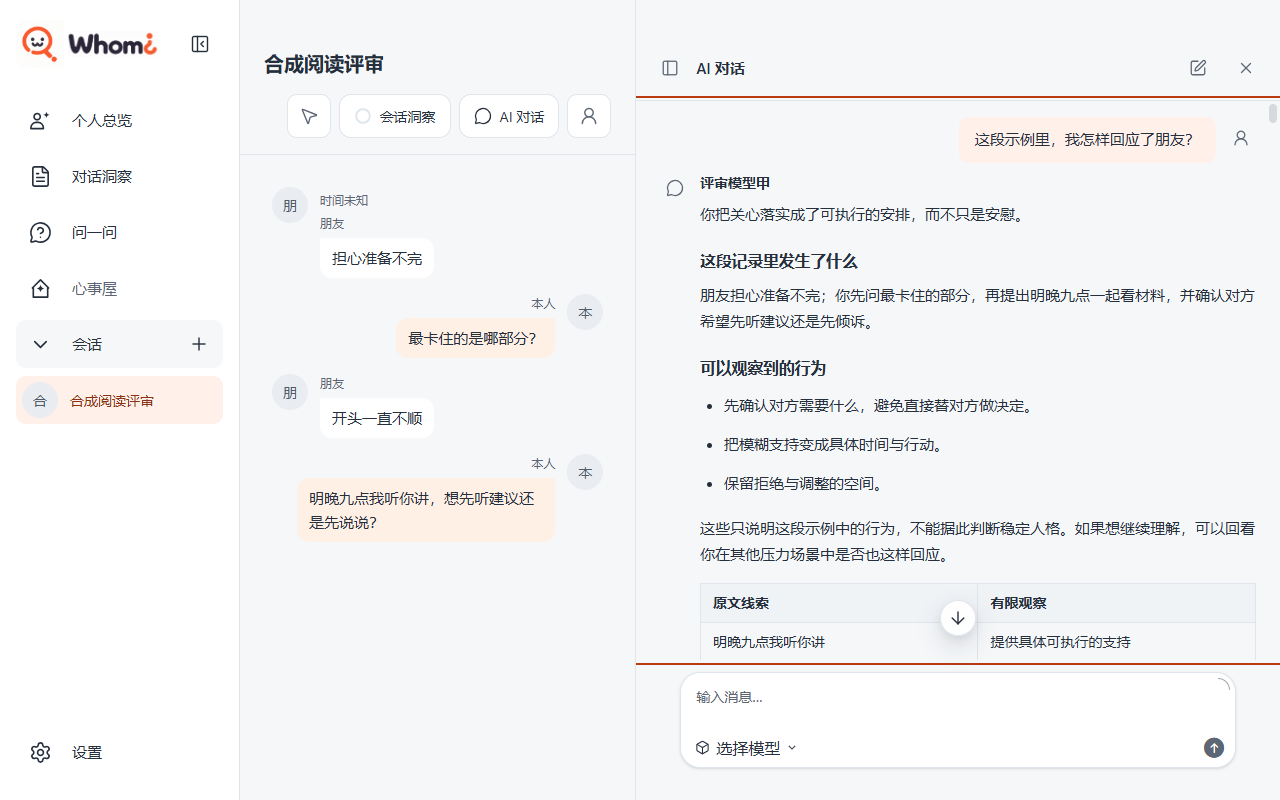 Whomi
个人总览
对话洞察
问一问
心事屋
会话
合
合成阅读评审
设置
合成阅读评审
会话洞察
AI 对话
朋
时间未知
朋友
担心准备不完
本人
本
最卡住的是哪部分？
朋
朋友
开头一直不顺
本人
本
明晚九点我听你讲，想先听建议还
是先说说？
AI 对话
这段示例里，我怎样回应了朋友？
评审模型甲
你把关心落实成了可执行的安排，而不只是安慰。
这段记录里发生了什么
朋友担心准备不完；你先问最卡住的部分，再提出明晚九点一起看材料，并确认对方
希望先听建议还是先倾诉。
可以观察到的行为
• 先确认对方需要什么，避免直接替对方做决定。
• 把模糊支持变成具体时间与行动。
• 保留拒绝与调整的空间。
这些只说明这段示例中的行为，不能据此判断稳定人格。如果想继续理解，可以回看
你在其他压力场景中是否也这样回应。
原文线索 有限观察
明晚九点我听你讲 提供具体可执行的支持
输入消息...
选择模型